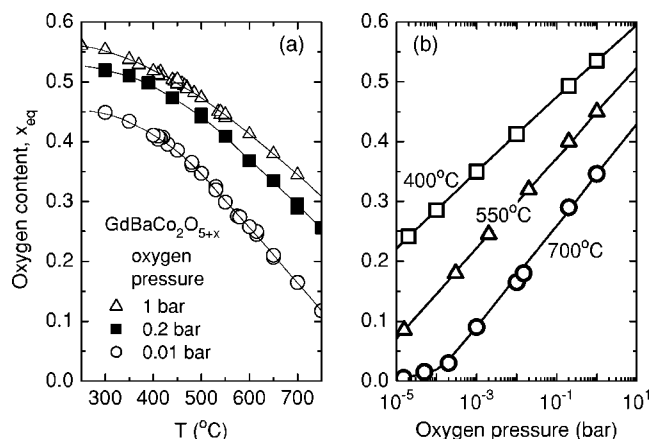 (a)
(b)
0.6
0.5
0.4
0.3
0.2
0.1
0.0
Oxygen content, x_eq
GdBaCo₂O₅₊ₓ
oxygen
pressure
△ 1 bar
■ 0.2 bar
○ 0.01 bar
300 400 500 600 700
T (°C)
0.6
0.5
0.4
0.3
0.2
0.1
0.0
400°C
550°C
700°C
10⁻⁵ 10⁻³ 10⁻¹ 10¹
Oxygen pressure (bar)